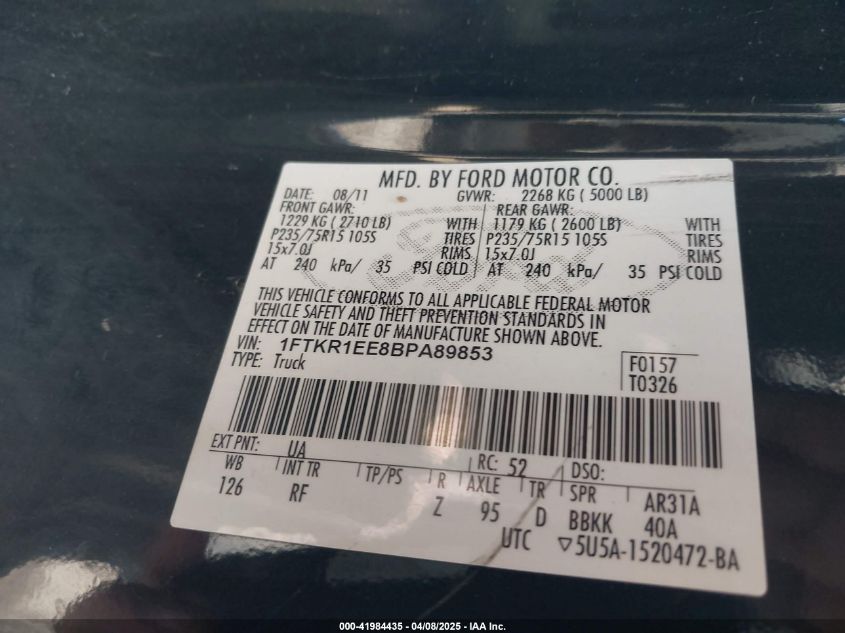 MFD. BY FORD MOTOR CO.
DATE: 08/11 GVWR: 2268 KG ( 5000 LB)
FRONT GAWR: REAR GAWR:
1229 KG ( 2710 LB) WITH 1179 KG ( 2600 LB) WITH
P235/75R15 105S TIRES P235/75R15 105S TIRES
15x7.0J RIMS 15x7.0J RIMS
AT 240 kPa/ 35 PSI COLD AT 240 kPa/ 35 PSI COLD
THIS VEHICLE CONFORMS TO ALL APPLICABLE FEDERAL MOTOR
VEHICLE SAFETY AND THEFT PREVENTION STANDARDS IN
EFFECT ON THE DATE OF MANUFACTURE SHOWN ABOVE.
VIN: 1FTKR1EE8BPA89853
TYPE: Truck
F0157
T0326
EXT PNT: UA RC: 52 DSO:
WB INT TR TP/PS R AXLE TR SPR AR31A
126 RF Z 95 D BBKK 40A
UTC ▽5U5A-1520472-BA
000-41984435 - 04/08/2025 - IAA Inc.